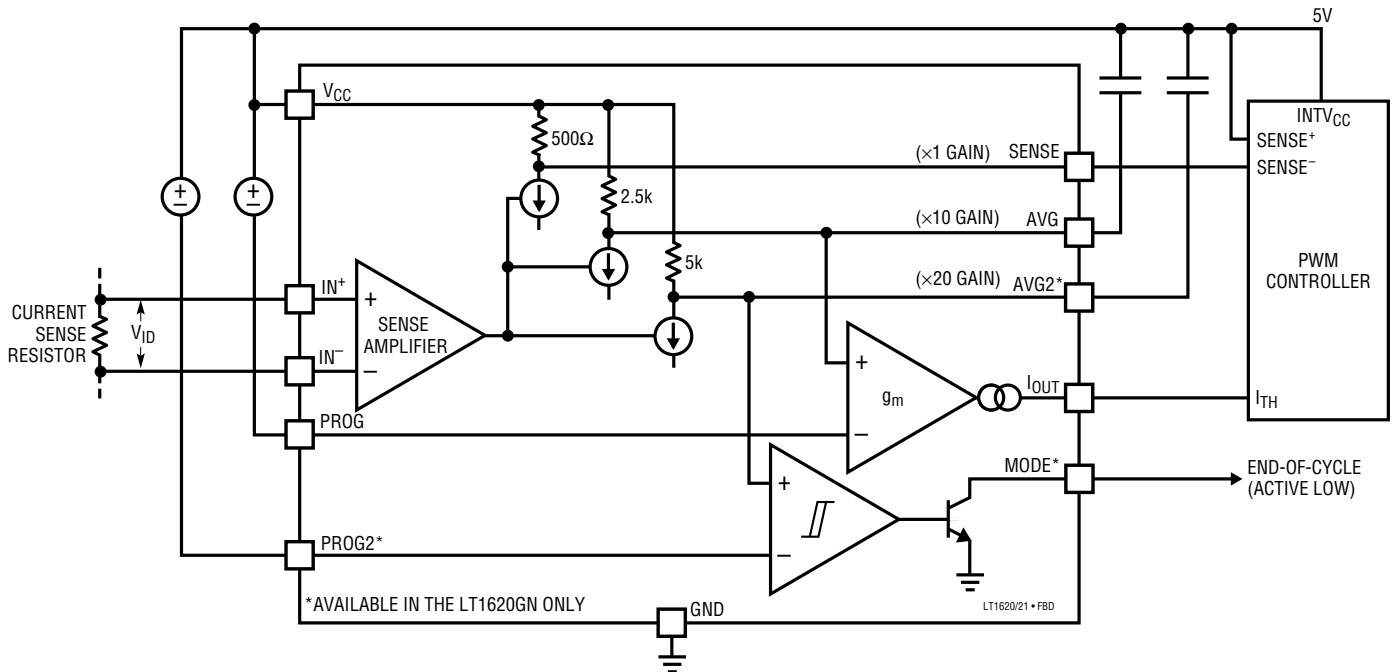 5V
V_CC
INTV_CC
500Ω
(×1 GAIN) SENSE
SENSE⁺
SENSE⁻
2.5k
(×10 GAIN) AVG
5k
(×20 GAIN) AVG2*
PWM
CONTROLLER
+
−
+
−
IN⁺
+
SENSE
AMPLIFIER
CURRENT
SENSE
RESISTOR
V_ID
IN⁻
−
+
g_m
I_OUT
I_TH
PROG
−
MODE*
END-OF-CYCLE
(ACTIVE LOW)
+
PROG2*
−
*AVAILABLE IN THE LT1620GN ONLY
GND
LT1620/21 • FBD